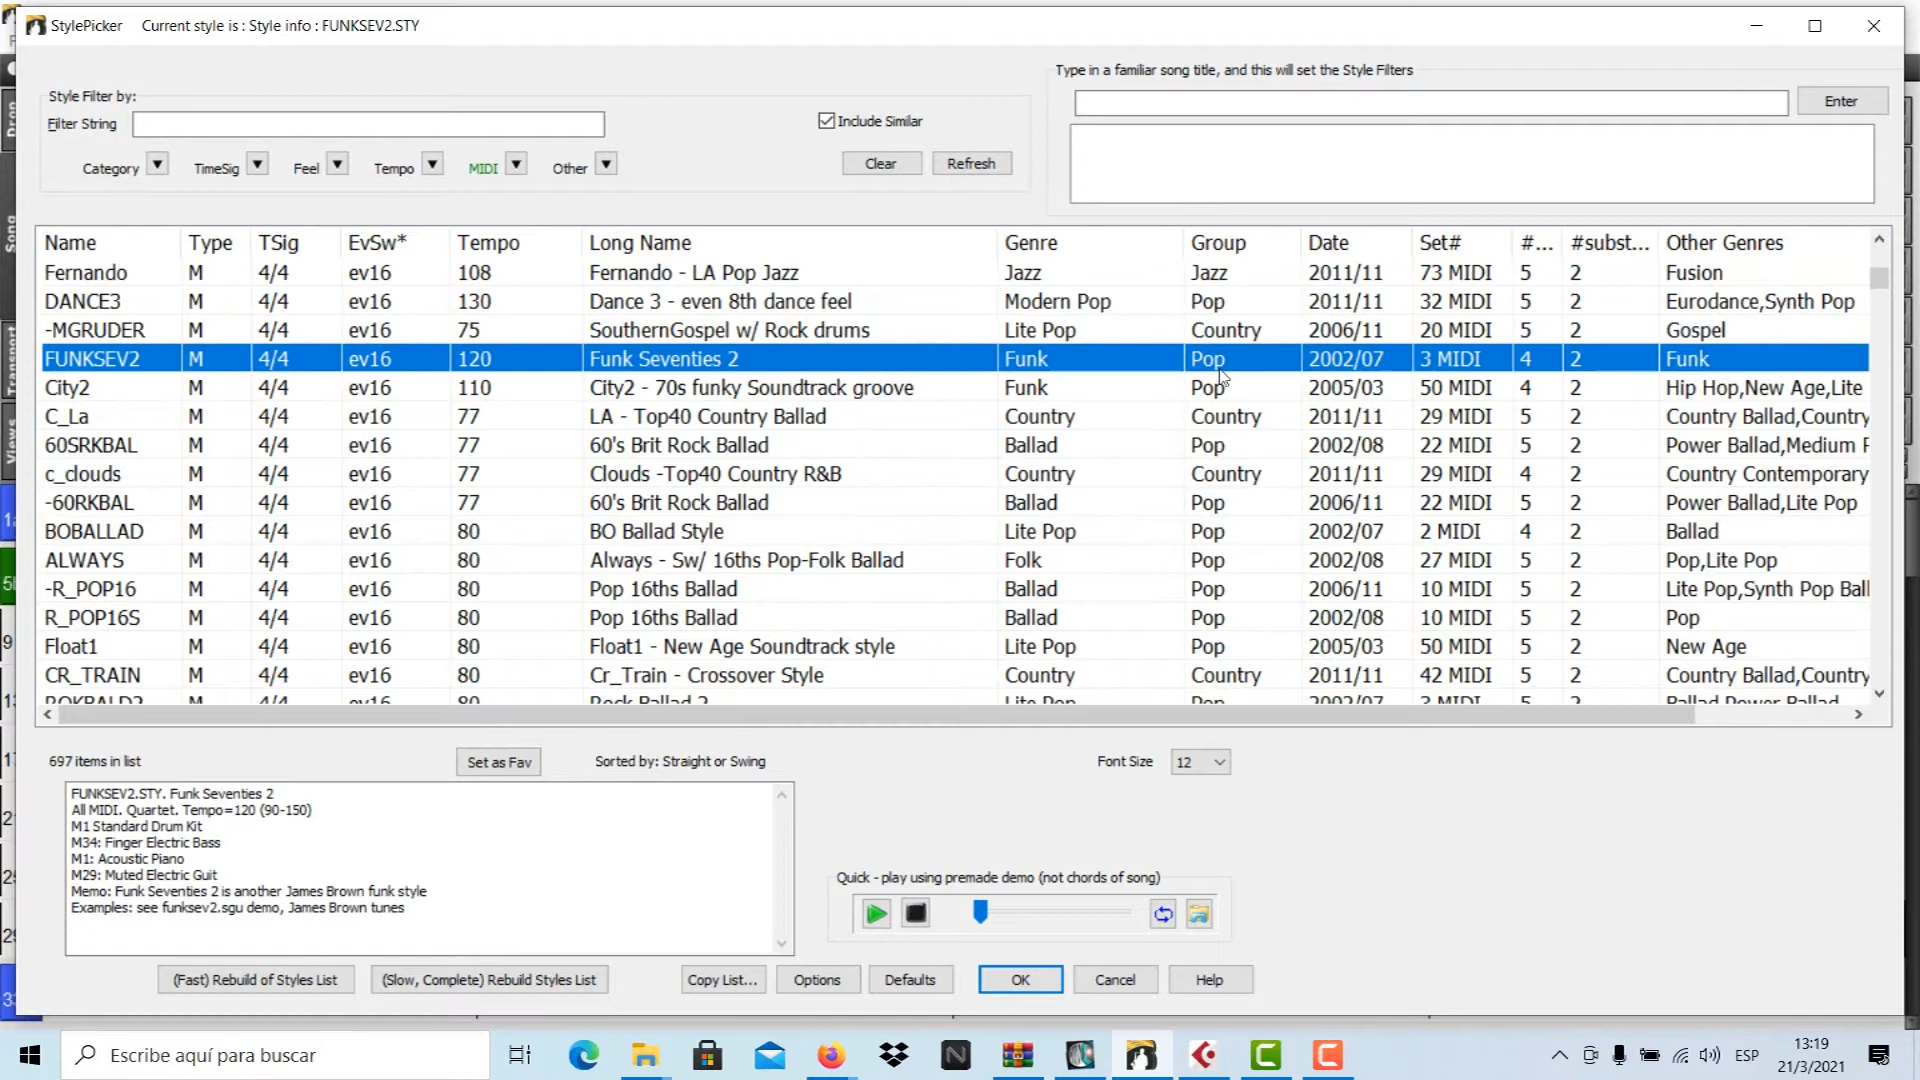 StylePicker Current style is : Style info : FUNKSEV2.STY
Style Filter by:
Filter String
Include Similar
Category TimeSig Feel Tempo MIDI Other Clear Refresh
Type in a familiar song title, and this will set the Style Filters
Enter
Name Type TSig EvSw* Tempo Long Name Genre Group Date Set# #... #subst... Other Genres
Fernando M 4/4 ev16 108 Fernando - LA Pop Jazz Jazz Jazz 2011/11 73 MIDI 5 2 Fusion
DANCE3 M 4/4 ev16 130 Dance 3 - even 8th dance feel Modern Pop Pop 2011/11 32 MIDI 5 2 Eurodance,Synth Pop
-MGRUDER M 4/4 ev16 75 SouthernGospel w/ Rock drums Lite Pop Country 2006/11 20 MIDI 5 2 Gospel
FUNKSEV2 M 4/4 ev16 120 Funk Seventies 2 Funk Pop 2002/07 3 MIDI 4 2 Funk
City2 M 4/4 ev16 110 City2 - 70s funky Soundtrack groove Funk Pop 2005/03 50 MIDI 4 2 Hip Hop,New Age,Lite
C_La M 4/4 ev16 77 LA - Top40 Country Ballad Country Country 2011/11 29 MIDI 5 2 Country Ballad,Country
60SRKBAL M 4/4 ev16 77 60's Brit Rock Ballad Ballad Pop 2002/08 22 MIDI 5 2 Power Ballad,Medium
c_clouds M 4/4 ev16 77 Clouds -Top40 Country R&B Country Country 2011/11 29 MIDI 4 2 Country Contemporary
-60RKBAL M 4/4 ev16 77 60's Brit Rock Ballad Ballad Pop 2006/11 22 MIDI 5 2 Power Ballad,Lite Pop
BOBALLAD M 4/4 ev16 80 BO Ballad Style Lite Pop Pop 2002/07 2 MIDI 4 2 Ballad
ALWAYS M 4/4 ev16 80 Always - Sw/ 16ths Pop-Folk Ballad Folk Pop 2002/08 27 MIDI 5 2 Pop,Lite Pop
-R_POP16 M 4/4 ev16 80 Pop 16ths Ballad Ballad Pop 2006/11 10 MIDI 5 2 Lite Pop,Synth Pop Ball
R_POP16S M 4/4 ev16 80 Pop 16ths Ballad Ballad Pop 2002/08 10 MIDI 5 2 Pop
Float1 M 4/4 ev16 80 Float1 - New Age Soundtrack style Lite Pop Pop 2005/03 50 MIDI 5 2 New Age
CR_TRAIN M 4/4 ev16 80 Cr_Train - Crossover Style Country Country 2011/11 42 MIDI 5 2 Country Ballad,Country
ROKBALD2 M 4/4 ev16 80 Rock Ballad 2 Lite Pop Pop 2002/07 3 MIDI 5 2 Ballad,Power Ballad
697 items in list Set as Fav Sorted by: Straight or Swing Font Size 12
FUNKSEV2.STY. Funk Seventies 2
All MIDI. Quartet. Tempo=120 (90-150)
M1 Standard Drum Kit
M34: Finger Electric Bass
M1: Acoustic Piano
M29: Muted Electric Guit
Memo: Funk Seventies 2 is another James Brown funk style
Examples: see funksev2.sgu demo, James Brown tunes
Quick - play using premade demo (not chords of song)
(Fast) Rebuild of Styles List (Slow, Complete) Rebuild Styles List Copy List... Options Defaults OK Cancel Help
Song
Transport
Views
Escribe aquí para buscar
ESP
13:19
21/3/2021